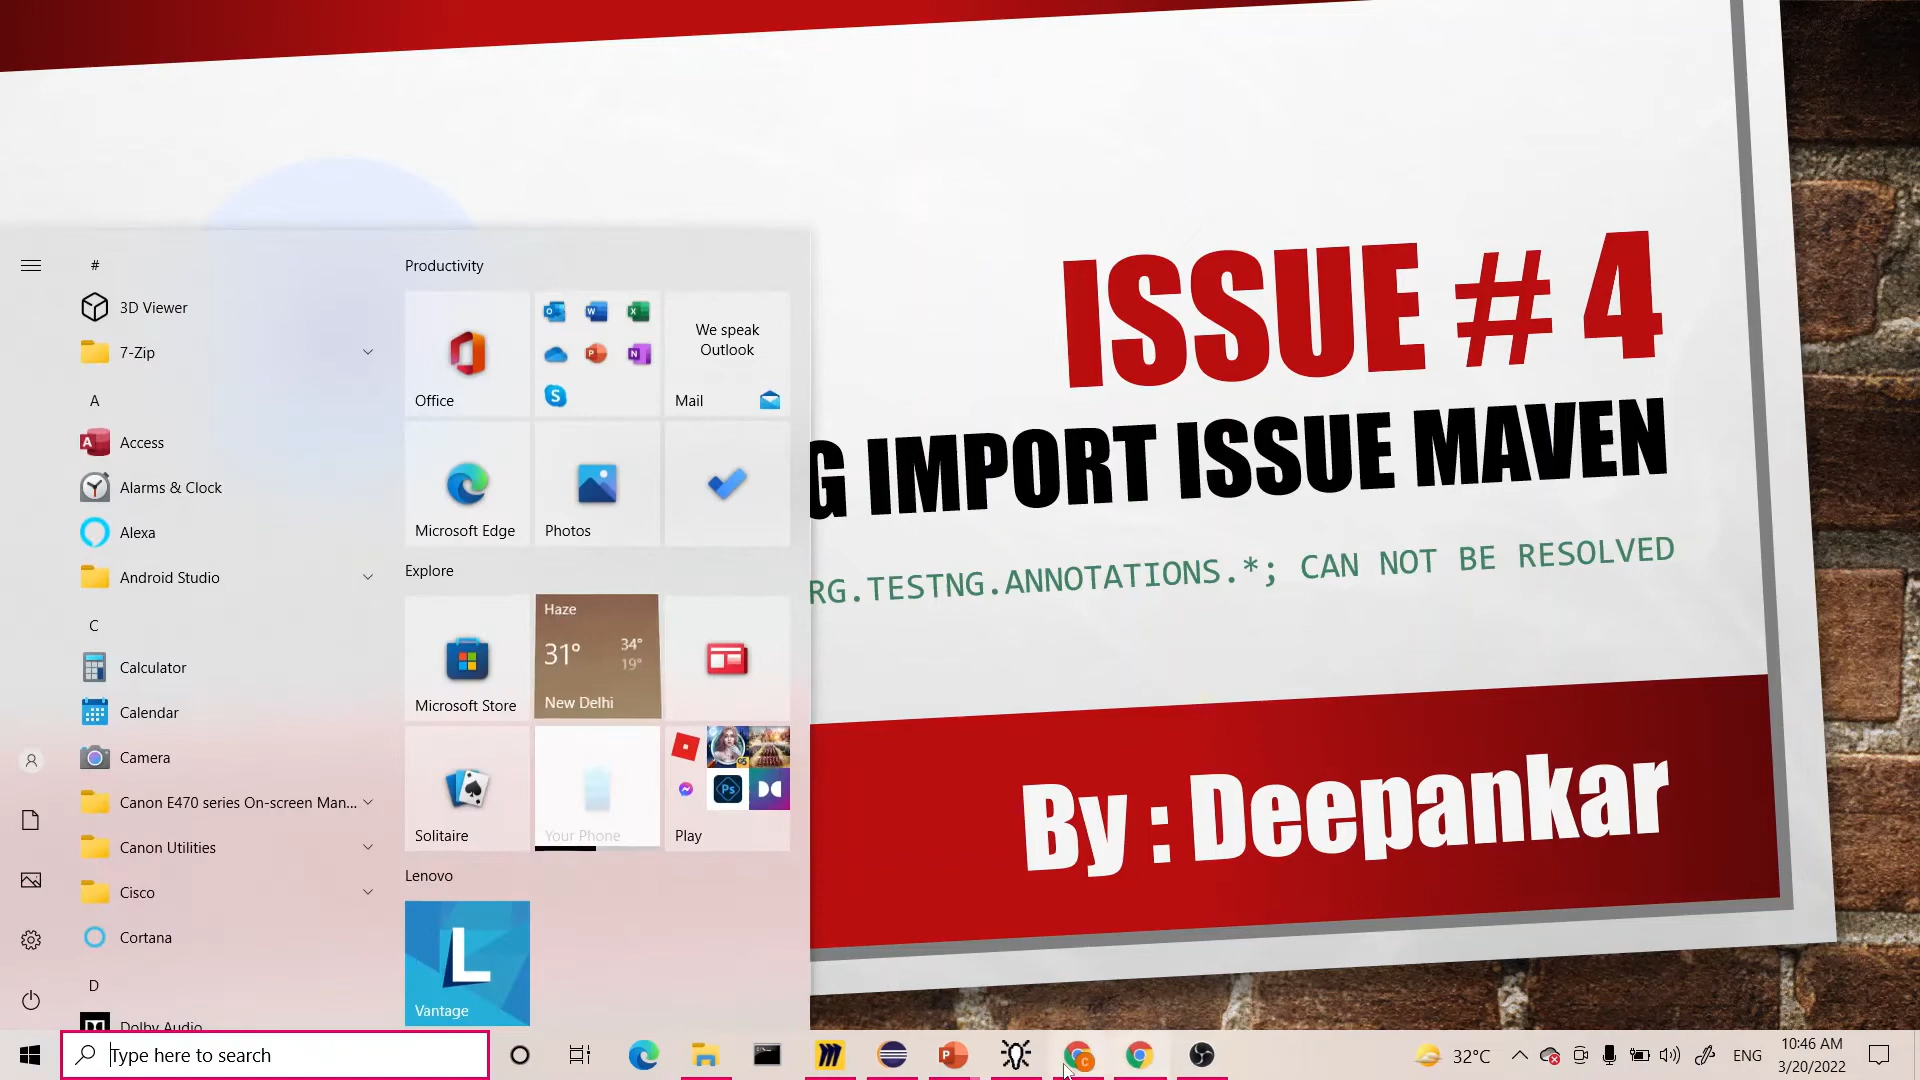 ISSUE # 4
G IMPORT ISSUE MAVEN
RG.TESTNG.ANNOTATIONS.*; CAN NOT BE RESOLVED
By : Deepankar
#
3D Viewer
7-Zip
A
Access
Alarms & Clock
Alexa
Android Studio
C
Calculator
Calendar
Camera
Canon E470 series On-screen Man...
Canon Utilities
Cisco
Cortana
D
Dolby Audio
Productivity
Office
We speak
Outlook
Mail
Microsoft Edge
Photos
Explore
Microsoft Store
Haze
31°
34°
19°
New Delhi
Solitaire
Your Phone
Play
Lenovo
L
Vantage
Type here to search
32°C
ENG
10:46 AM
3/20/2022